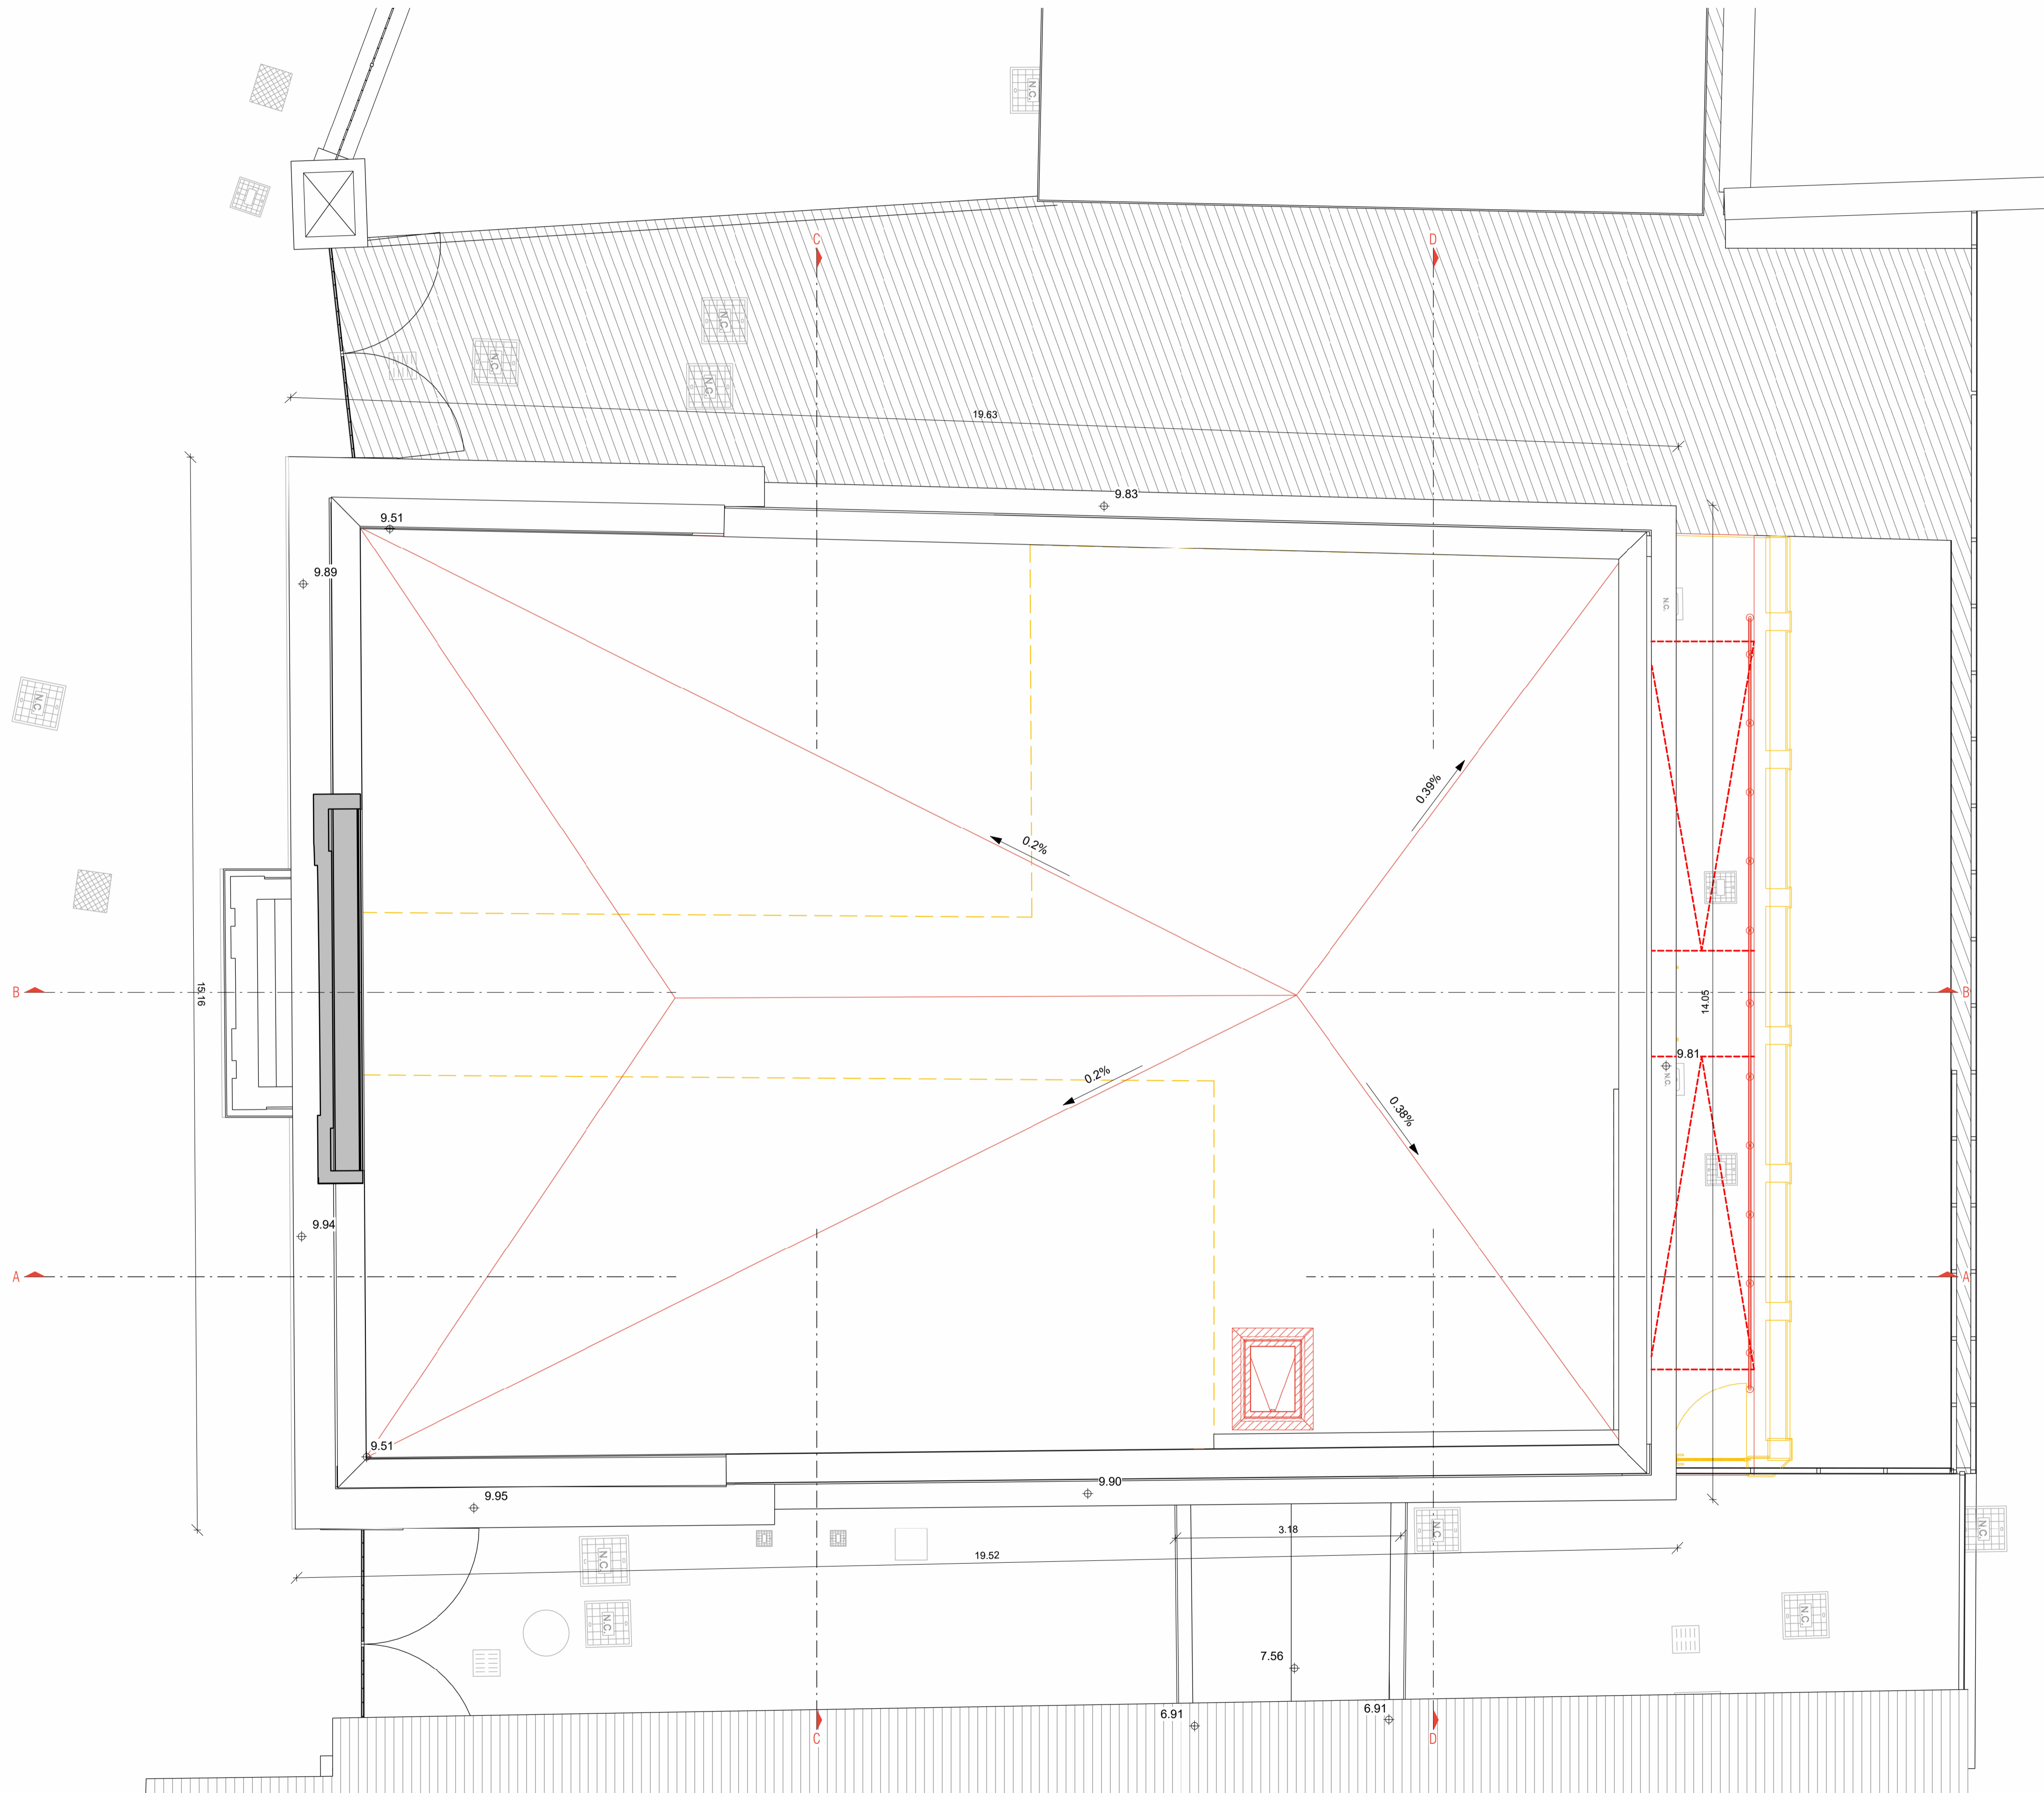 N.C.
C
D
N.C.
N.C.
N.C.
19.63
9.83
9.51
9.89
N.C.
N.C.
0.39%
0.2%
B
15.16
B
14.05
9.81
N.C.
0.2%
0.38%
9.94
A
A
9.51
9.90
9.95
3.18
N.C.
N.C.
N.C.
19.52
N.C.
N.C.
7.56
6.91
6.91
C
D